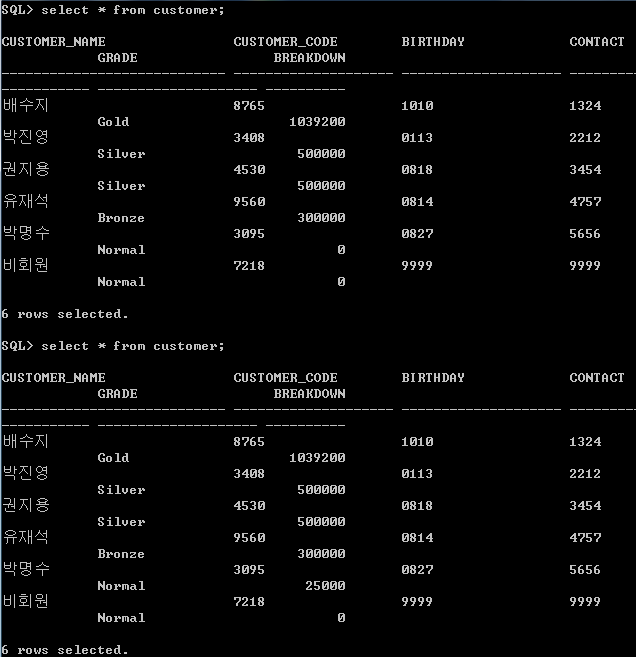 SQL> select * from customer;
CUSTOMER_NAME CUSTOMER_CODE BIRTHDAY CONTACT
GRADE BREAKDOWN
---------------------------- -------------------- -------------------- --------
----------- -------------------- ----------
배수지 8765 1010 1324
Gold 1039200
박진영 3408 0113 2212
Silver 500000
권지용 4530 0818 3454
Silver 500000
유재석 9560 0814 4757
Bronze 300000
박명수 3095 0827 5656
Normal 0
비회원 7218 9999 9999
Normal 0
6 rows selected.
SQL> select * from customer;
CUSTOMER_NAME CUSTOMER_CODE BIRTHDAY CONTACT
GRADE BREAKDOWN
---------------------------- -------------------- -------------------- --------
----------- -------------------- ----------
배수지 8765 1010 1324
Gold 1039200
박진영 3408 0113 2212
Silver 500000
권지용 4530 0818 3454
Silver 500000
유재석 9560 0814 4757
Bronze 300000
박명수 3095 0827 5656
Normal 25000
비회원 7218 9999 9999
Normal 0
6 rows selected.